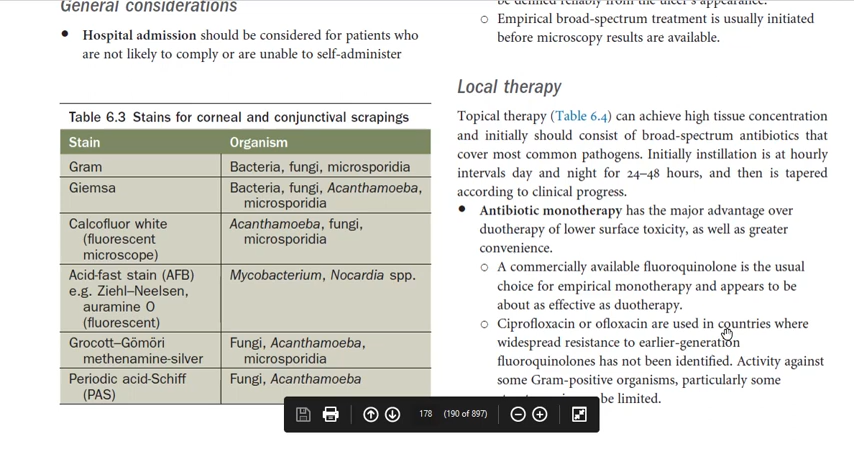 General considerations
• Hospital admission should be considered for patients who
are not likely to comply or are unable to self-administer
Table 6.3 Stains for corneal and conjunctival scrapings
Stain Organism
Gram Bacteria, fungi, microsporidia
Giemsa Bacteria, fungi, Acanthamoeba,
microsporidia
Calcofluor white Acanthamoeba, fungi,
(fluorescent microsporidia
microscope)
Acid-fast stain (AFB) Mycobacterium, Nocardia spp.
e.g. Ziehl–Neelsen,
auramine O
(fluorescent)
Grocott–Gömöri Fungi, Acanthamoeba,
methenamine-silver microsporidia
Periodic acid-Schiff Fungi, Acanthamoeba
(PAS)
be defined reliably from the ulcer's appearance.
○ Empirical broad-spectrum treatment is usually initiated
before microscopy results are available.
Local therapy
Topical therapy (Table 6.4) can achieve high tissue concentration
and initially should consist of broad-spectrum antibiotics that
cover most common pathogens. Initially instillation is at hourly
intervals day and night for 24–48 hours, and then is tapered
according to clinical progress.
• Antibiotic monotherapy has the major advantage over
duotherapy of lower surface toxicity, as well as greater
convenience.
○ A commercially available fluoroquinolone is the usual
choice for empirical monotherapy and appears to be
about as effective as duotherapy.
○ Ciprofloxacin or ofloxacin are used in countries where
widespread resistance to earlier-generation
fluoroquinolones has not been identified. Activity against
some Gram-positive organisms, particularly some
be limited.
178 (190 of 897)